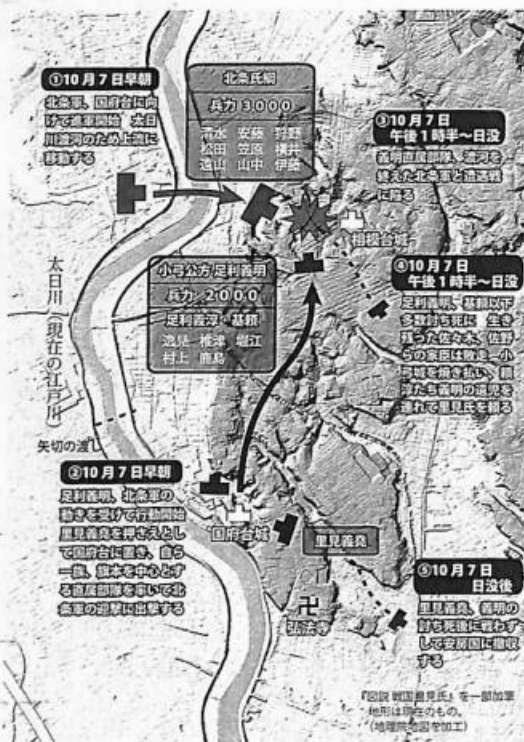 ①10月7日早朝
北条軍、国府台に向
けて進軍開始 太日
川渡河のため上流に
移動する
北条氏綱
兵力3000
清水 安藤 狩野
松田 笠原 横井
遠山 山中 伊藤
③10月7日
午後1時半～日没
義明直属部隊、渡河を
終えた北条軍と遭遇戦
に陥る
相模台城
小弓公方 足利義明
兵力 2000
足利義淳・基頼
逸見 椎津 堀江
村上 鹿島
④10月7日
午後1時半～日没
足利義明、基頼以下
多数討ち死に 生き
残った佐々木、佐野
らの家臣は敗走 小
弓城を焼き払い、頼
淳たち義明の遺児を
連れて里見氏を頼る
太日川（現在の江戸川）
矢切の渡し
②10月7日早朝
足利義明、北条軍の
動きを受けて行動開始
里見義堯を押さえとし
て国府台に置き、自ら
一族、旗本を中心とす
る直属部隊を率いて北
条軍の迎撃に出撃する
国府台城
里見義堯
弘法寺
⑤10月7日
日没後
里見義堯、義明の
討ち死後に戦わず
して安房国に撤収
する
『図説 戦国里見氏』を一部加筆
地形は現在のもの。
（地理院地図を加工）